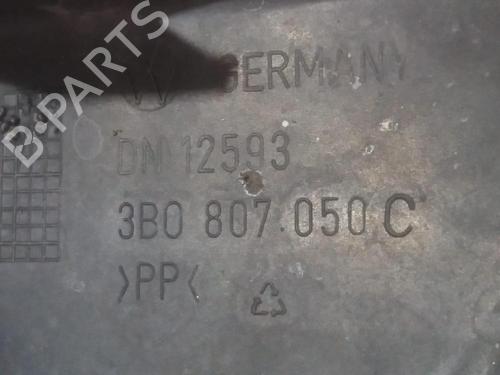 B-PARTS
GERMANY
DN 12593
3B0 807 050 C
>PP<